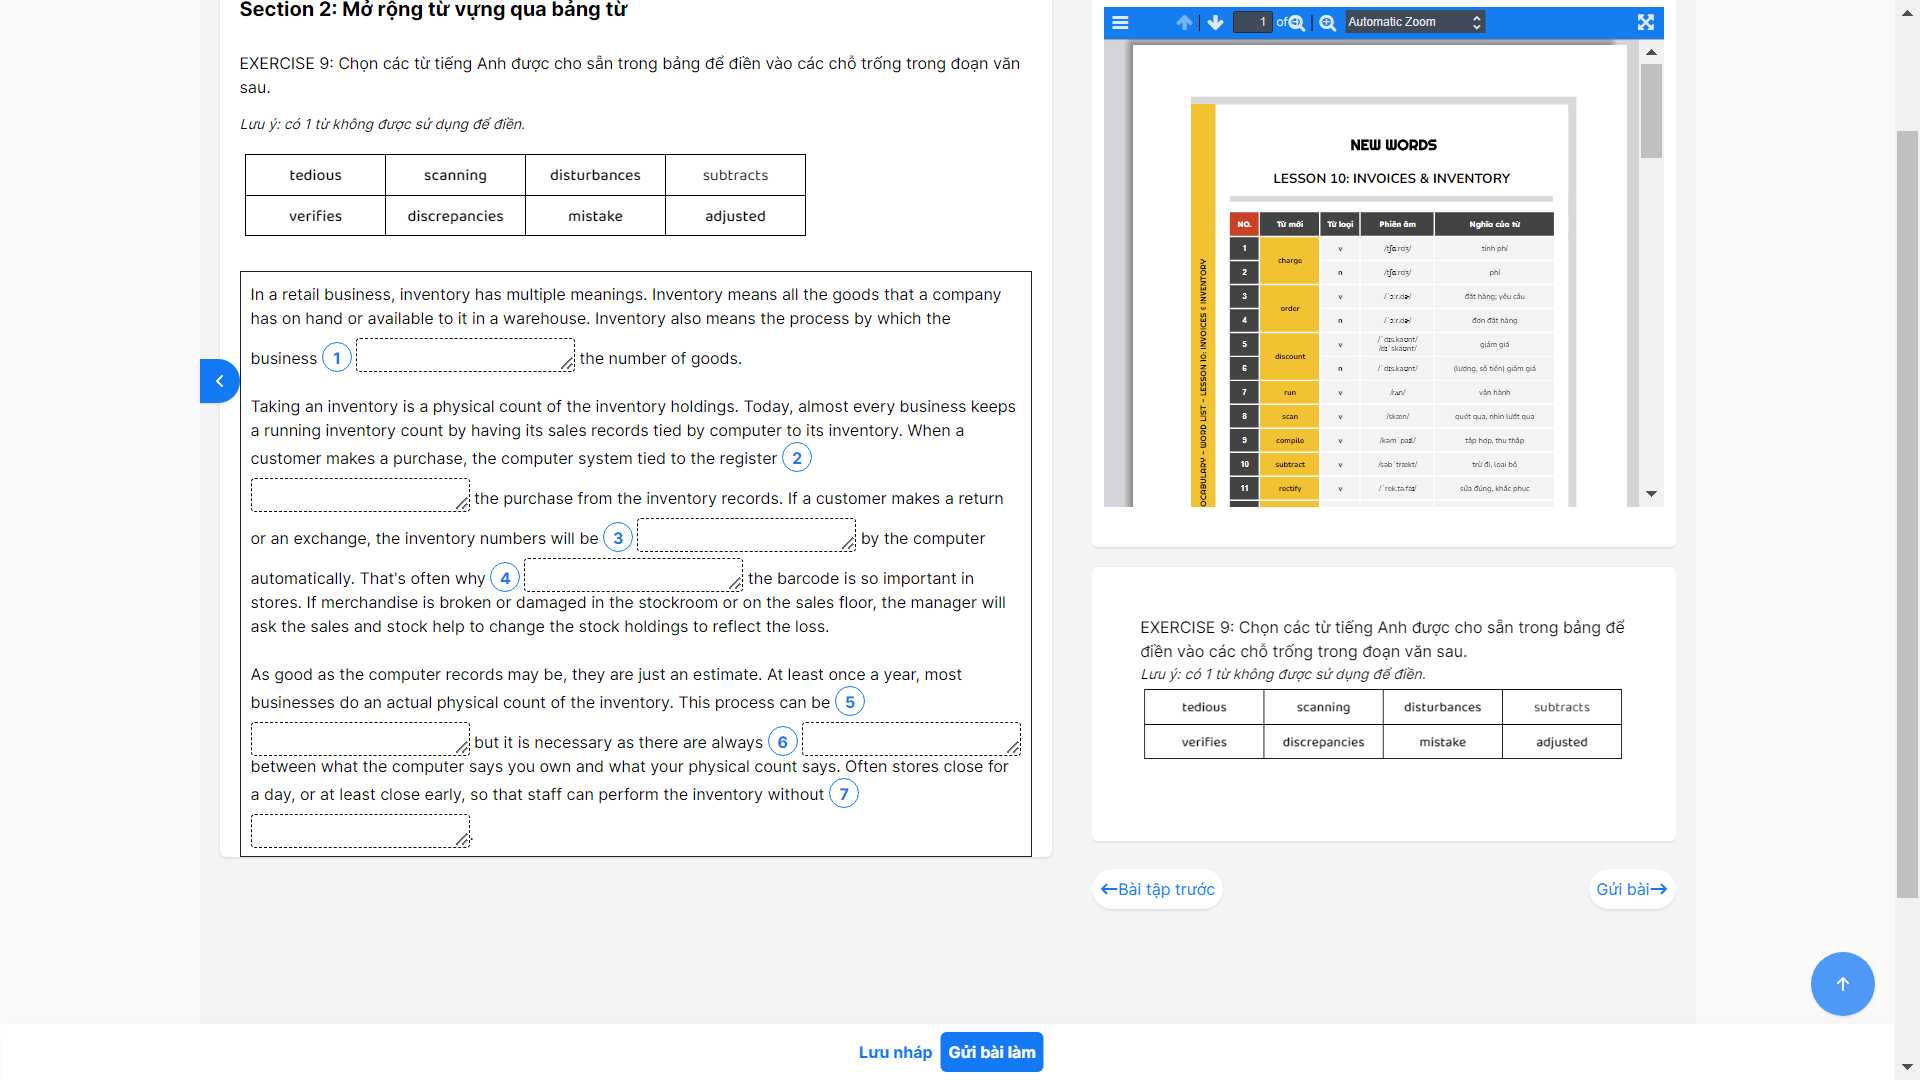 Section 2: Mở rộng từ vựng qua bảng từ
EXERCISE 9: Chọn các từ tiếng Anh được cho sẵn trong bảng để điền vào các chỗ trống trong đoạn văn
sau.
Lưu ý: có 1 từ không được sử dụng để điền.
tedious scanning disturbances subtracts
verifies discrepancies mistake adjusted
In a retail business, inventory has multiple meanings. Inventory means all the goods that a company
has on hand or available to it in a warehouse. Inventory also means the process by which the
business 1 the number of goods.
Taking an inventory is a physical count of the inventory holdings. Today, almost every business keeps
a running inventory count by having its sales records tied by computer to its inventory. When a
customer makes a purchase, the computer system tied to the register 2
the purchase from the inventory records. If a customer makes a return
or an exchange, the inventory numbers will be 3 by the computer
automatically. That's often why 4 the barcode is so important in
stores. If merchandise is broken or damaged in the stockroom or on the sales floor, the manager will
ask the sales and stock help to change the stock holdings to reflect the loss.
As good as the computer records may be, they are just an estimate. At least once a year, most
businesses do an actual physical count of the inventory. This process can be 5
but it is necessary as there are always 6
between what the computer says you own and what your physical count says. Often stores close for
a day, or at least close early, so that staff can perform the inventory without 7
.
1 of Automatic Zoom
OCABULARY - WORD LIST - LESSON 10: INVOICES & INVENTORY
NEW WORDS
LESSON 10: INVOICES & INVENTORY
NO. Từ mới Từ loại Phiên âm Nghĩa của từ
1 charge v /tʃɑːrdʒ/ tính phí
2 n /tʃɑːrdʒ/ phí
3 order v /ˈɔːr.dɚ/ đặt hàng; yêu cầu
4 n /ˈɔːr.dɚ/ đơn đặt hàng
5 discount v /ˈdɪs.kaʊnt/ /dɪˈskaʊnt/ giảm giá
6 n /ˈdɪs.kaʊnt/ (lượng, số tiền) giảm giá
7 run v /rʌn/ vận hành
8 scan v /skæn/ quét qua, nhìn lướt qua
9 compile v /kəmˈpaɪl/ tập hợp, thu thập
10 subtract v /səbˈtrækt/ trừ đi, loại bỏ
11 rectify v /ˈrek.tə.faɪ/ sửa đúng, khắc phục
EXERCISE 9: Chọn các từ tiếng Anh được cho sẵn trong bảng để
điền vào các chỗ trống trong đoạn văn sau.
Lưu ý: có 1 từ không được sử dụng để điền.
tedious scanning disturbances subtracts
verifies discrepancies mistake adjusted
←Bài tập trước
Gửi bài→
Lưu nháp
Gửi bài làm